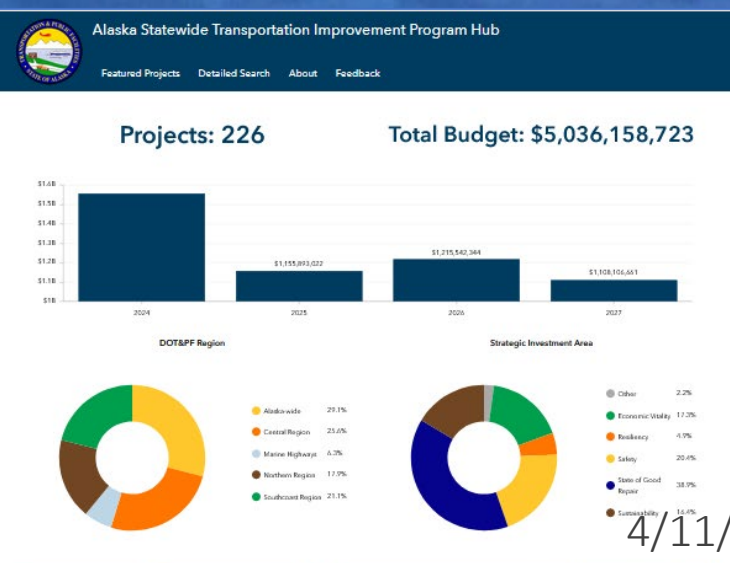 Alaska Statewide Transportation Improvement Program Hub
Featured Projects Detailed Search About Feedback
Projects: 226
Total Budget: $5,036,158,723
$1.6B
$1.5B
$1.4B
$1.3B
$1.2B
$1.1B
$1B
$1,155,893,022
$1,215,542,344
$1,108,106,661
2024 2025 2026 2027
DOT&PF Region
Alaska-wide 29.1%
Central Region 25.6%
Marine Highways 6.3%
Northern Region 17.9%
Southcoast Region 21.1%
Strategic Investment Area
Other 2.2%
Economic Vitality 17.3%
Resiliency 4.9%
Safety 20.4%
State of Good
Repair 38.9%
Sustainability 16.4%
4/11/